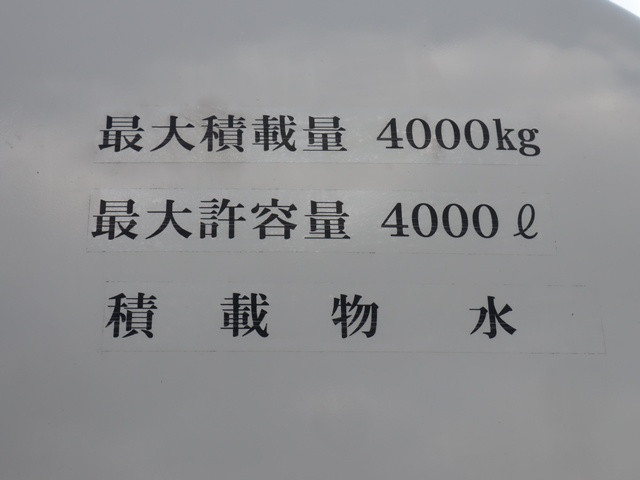 最大積載量 4000kg
最大許容量 4000ℓ
積載物 水